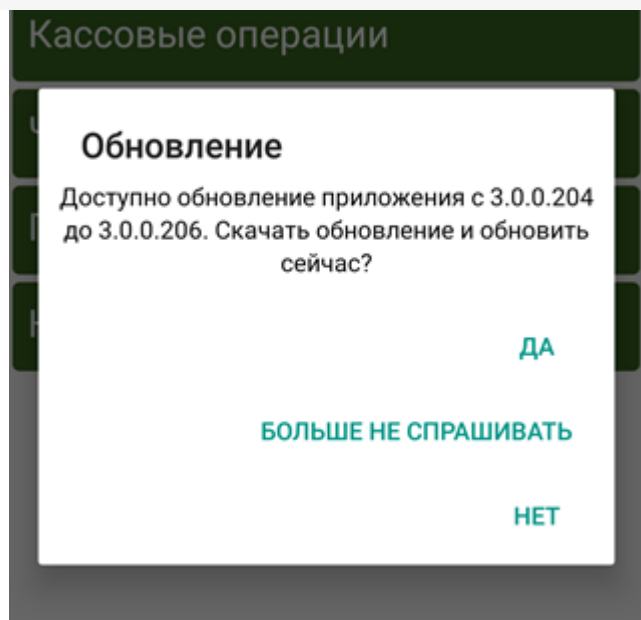 Кассовые операции
Обновление
Доступно обновление приложения с 3.0.0.204
до 3.0.0.206. Скачать обновление и обновить
сейчас?
ДА
БОЛЬШЕ НЕ СПРАШИВАТЬ
НЕТ